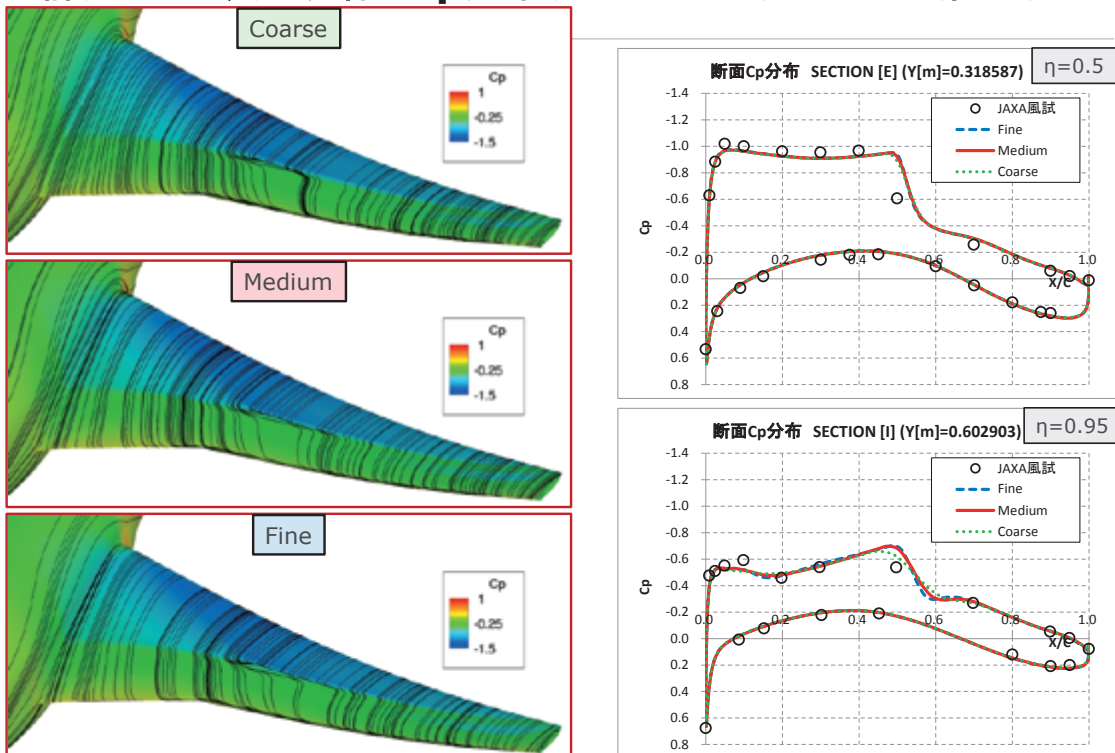 Coarse
Cp
1
-0.25
-1.5
Medium
Cp
1
-0.25
-1.5
Fine
Cp
1
-0.25
-1.5
断面Cp分布 SECTION [E] (Y[m]=0.318587)
η=0.5
-1.4
-1.2
-1.0
-0.8
-0.6
-0.4
-0.2
0.0
0.2
0.4
0.6
0.8
Cp
0.0 0.2 0.4 0.6 0.8 1.0
X/C
JAXA風試
Fine
Medium
Coarse
断面Cp分布 SECTION [I] (Y[m]=0.602903)
η=0.95
-1.4
-1.2
-1.0
-0.8
-0.6
-0.4
-0.2
0.0
0.2
0.4
0.6
0.8
Cp
0.0 0.2 0.4 0.6 0.8 1.0
X/C
JAXA風試
Fine
Medium
Coarse